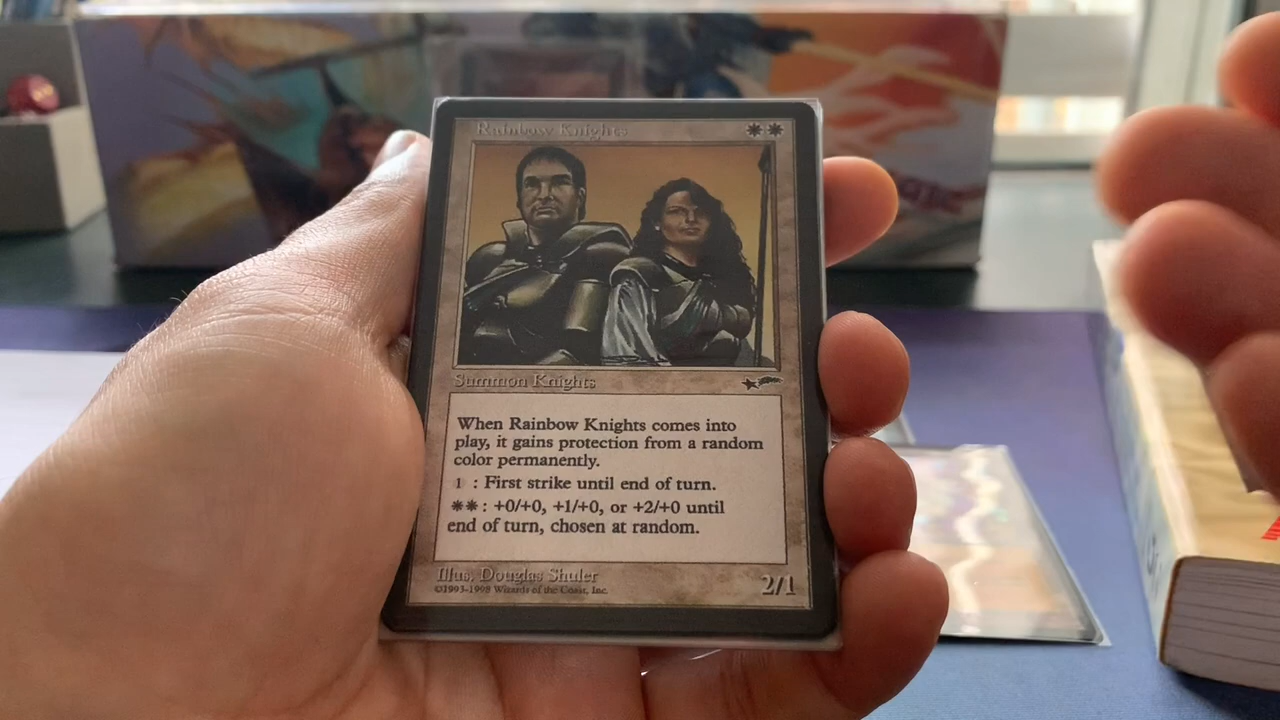 Rainbow Knights
Summon Knights
When Rainbow Knights comes into
play, it gains protection from a random
color permanently.
1 : First strike until end of turn.
: +0/+0, +1/+0, or +2/+0 until
end of turn, chosen at random.
Illus. Douglas Shuler
©1993-1998 Wizards of the Coast, Inc.
2/1